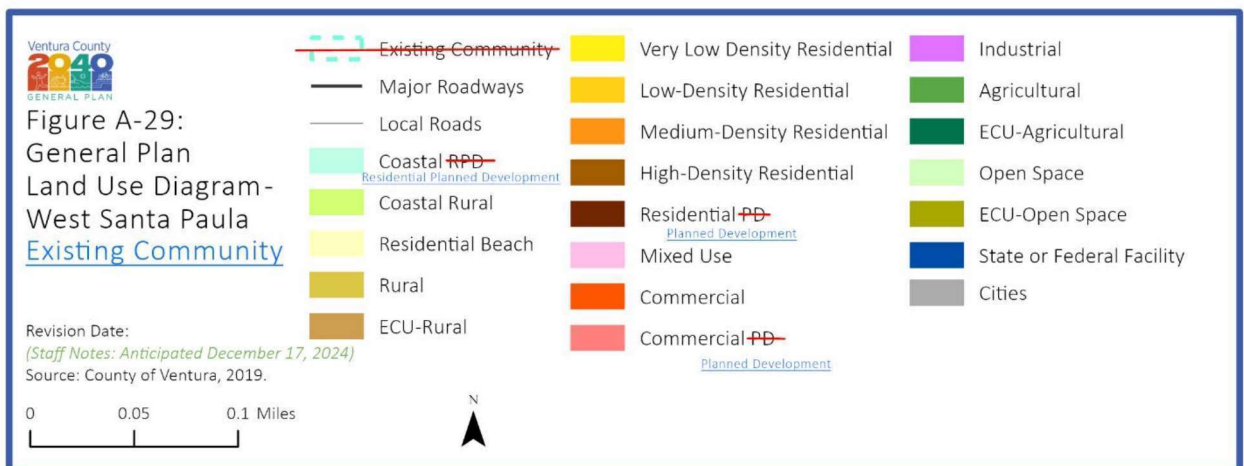 Ventura County
2040
GENERAL PLAN
Figure A-29:
General Plan
Land Use Diagram-
West Santa Paula
Existing Community
Revision Date:
(Staff Notes: Anticipated December 17, 2024)
Source: County of Ventura, 2019.
0 0.05 0.1 Miles
Existing Community
Major Roadways
Local Roads
Coastal RPD
Residential Planned Development
Coastal Rural
Residential Beach
Rural
ECU-Rural
N
Very Low Density Residential
Low-Density Residential
Medium-Density Residential
High-Density Residential
Residential PD
Planned Development
Mixed Use
Commercial
Commercial PD
Planned Development
Industrial
Agricultural
ECU-Agricultural
Open Space
ECU-Open Space
State or Federal Facility
Cities